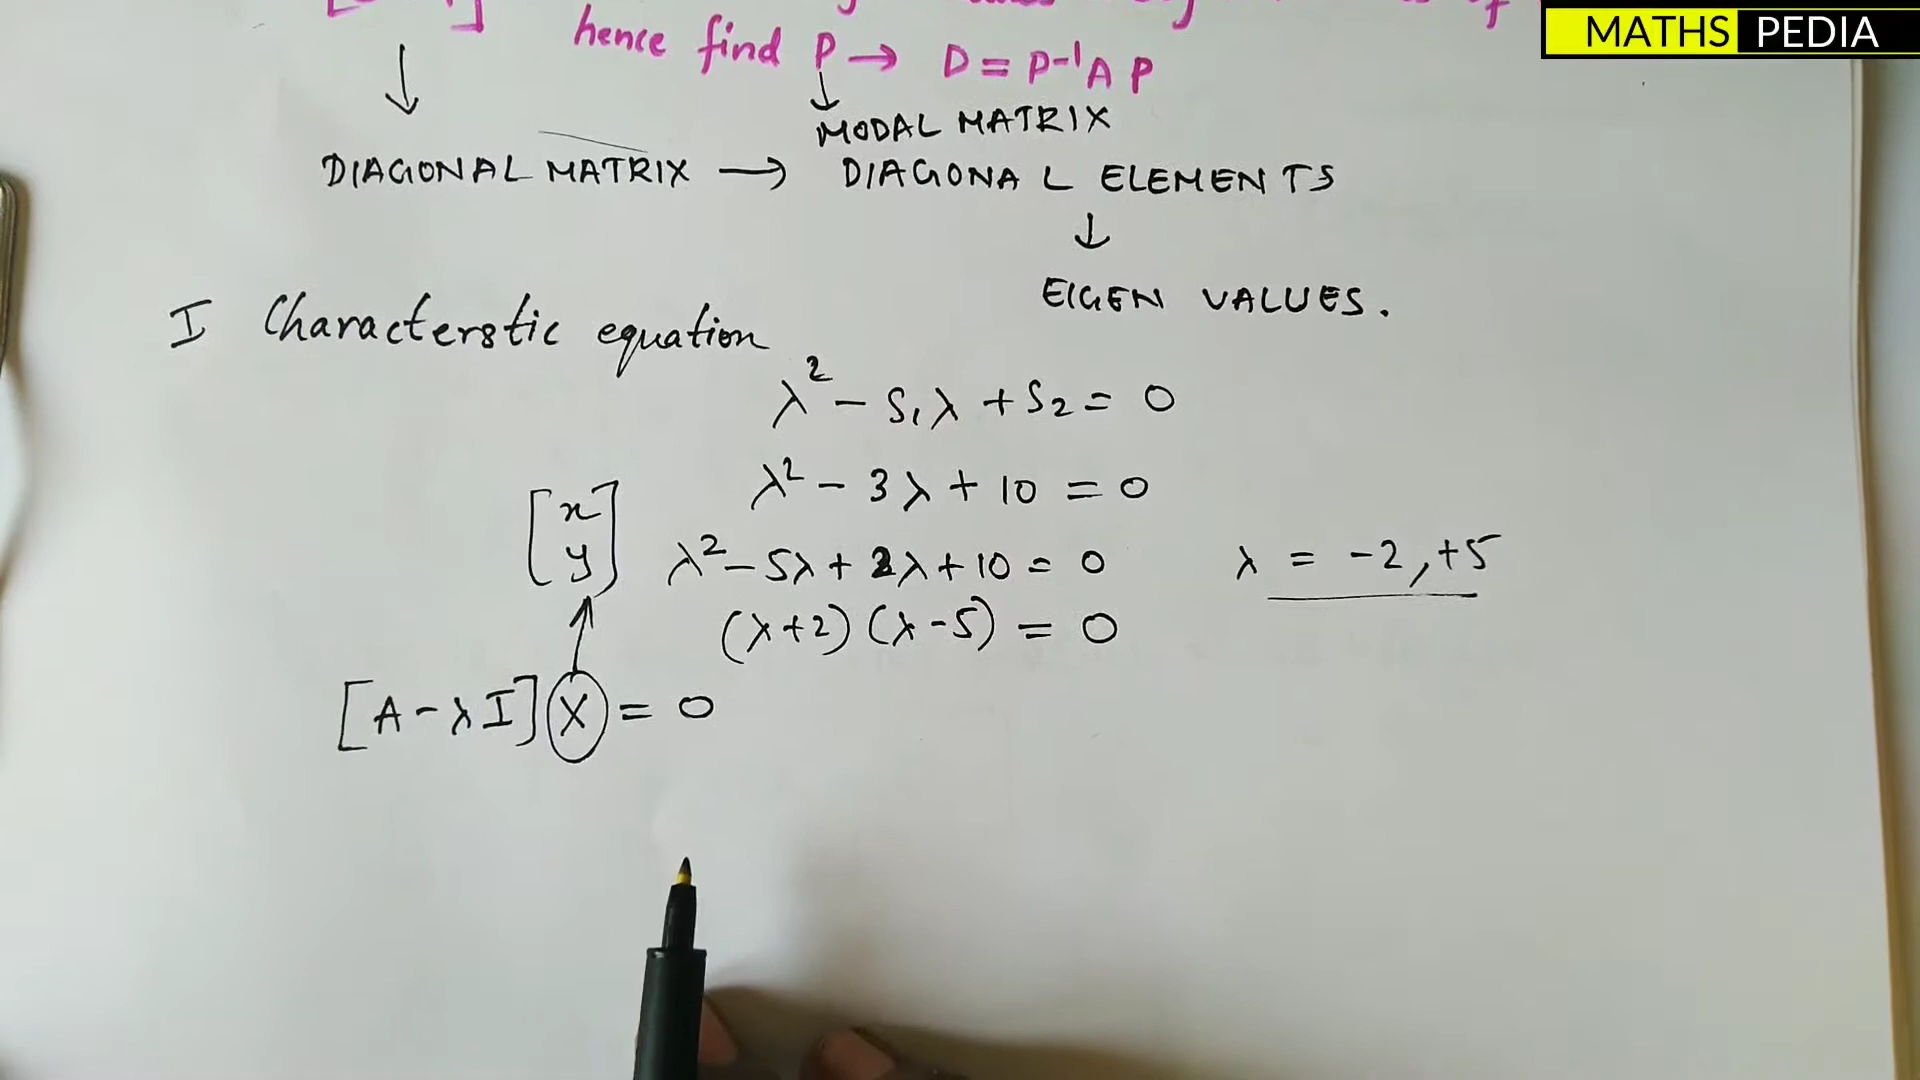 MATHS PEDIA
hence find P → D = P⁻¹A P
↓ ↓
MODAL MATRIX
DIAGONAL MATRIX → DIAGONAL ELEMENTS
↓
EIGEN VALUES.
I Characterstic equation
λ² - S₁λ + S₂ = 0
λ² - 3λ + 10 = 0
[x
y]
λ² - 5λ + 2λ + 10 = 0
λ = -2, +5
(λ+2) (λ-5) = 0
[A - λI] X = 0